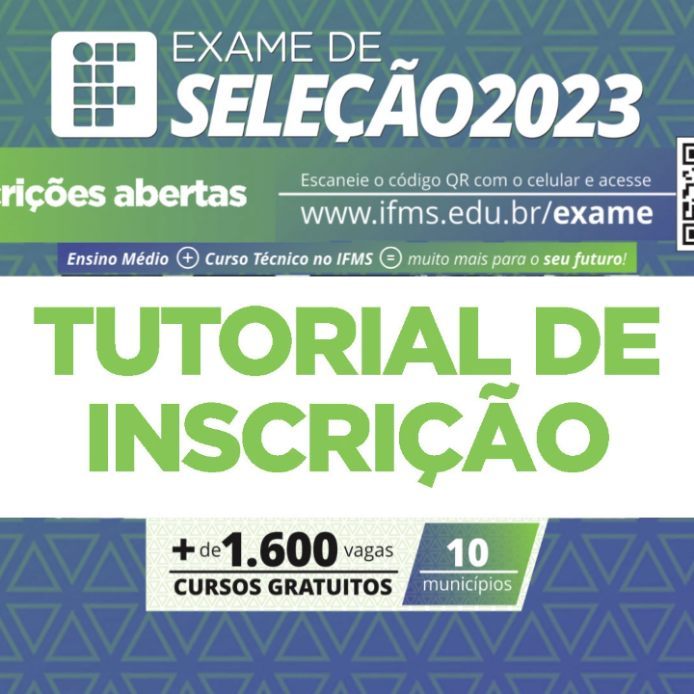 EXAME DE
SELEÇÃO2023
crições abertas
Escaneie o código QR com o celular e acesse
www.ifms.edu.br/exame
Ensino Médio + Curso Técnico no IFMS = muito mais para o seu futuro!
TUTORIAL DE
INSCRIÇÃO
+ de 1.600 vagas
CURSOS GRATUITOS
10
municípios